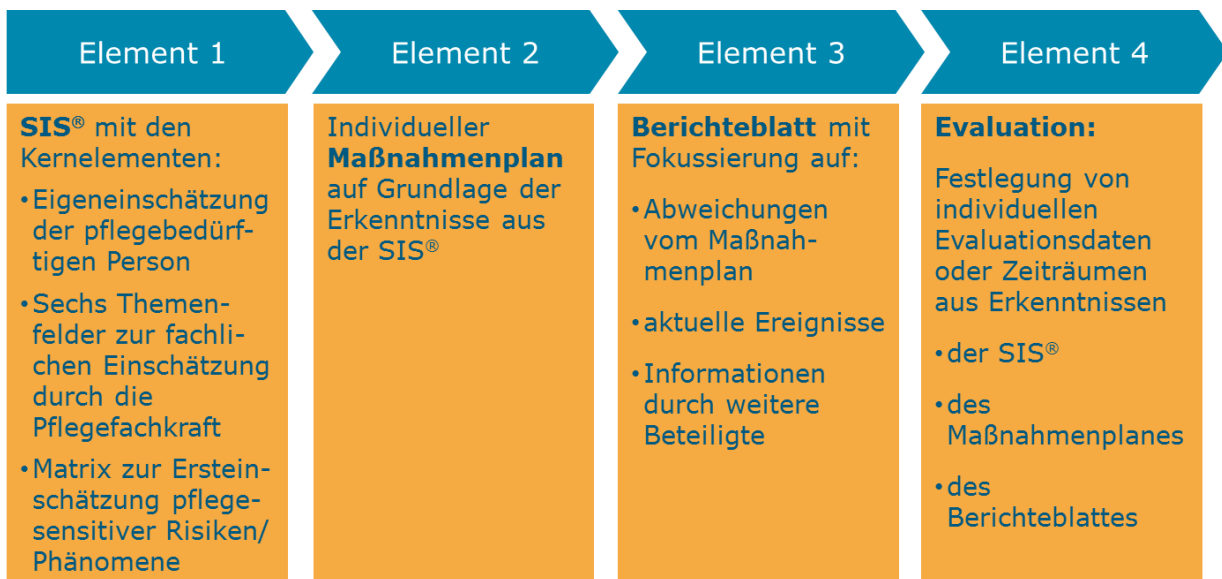 Element 1
Element 2
Element 3
Element 4
SIS® mit den
Kernelementen:
•Eigeneinschätzung
der pflegebedürf-
tigen Person
•Sechs Themen-
felder zur fachli-
chen Einschätzung
durch die
Pflegefachkraft
•Matrix zur Erstein-
schätzung pflege-
sensitiver Risiken/
Phänomene
Individueller
Maßnahmenplan
auf Grundlage der
Erkenntnisse aus
der SIS®
Berichteblatt mit
Fokussierung auf:
•Abweichungen
vom Maßnah-
menplan
•aktuelle Ereignisse
•Informationen
durch weitere
Beteiligte
Evaluation:
Festlegung von
individuellen
Evaluationsdaten
oder Zeiträumen
aus Erkenntnissen
•der SIS®
•des
Maßnahmenplanes
•des
Berichteblattes